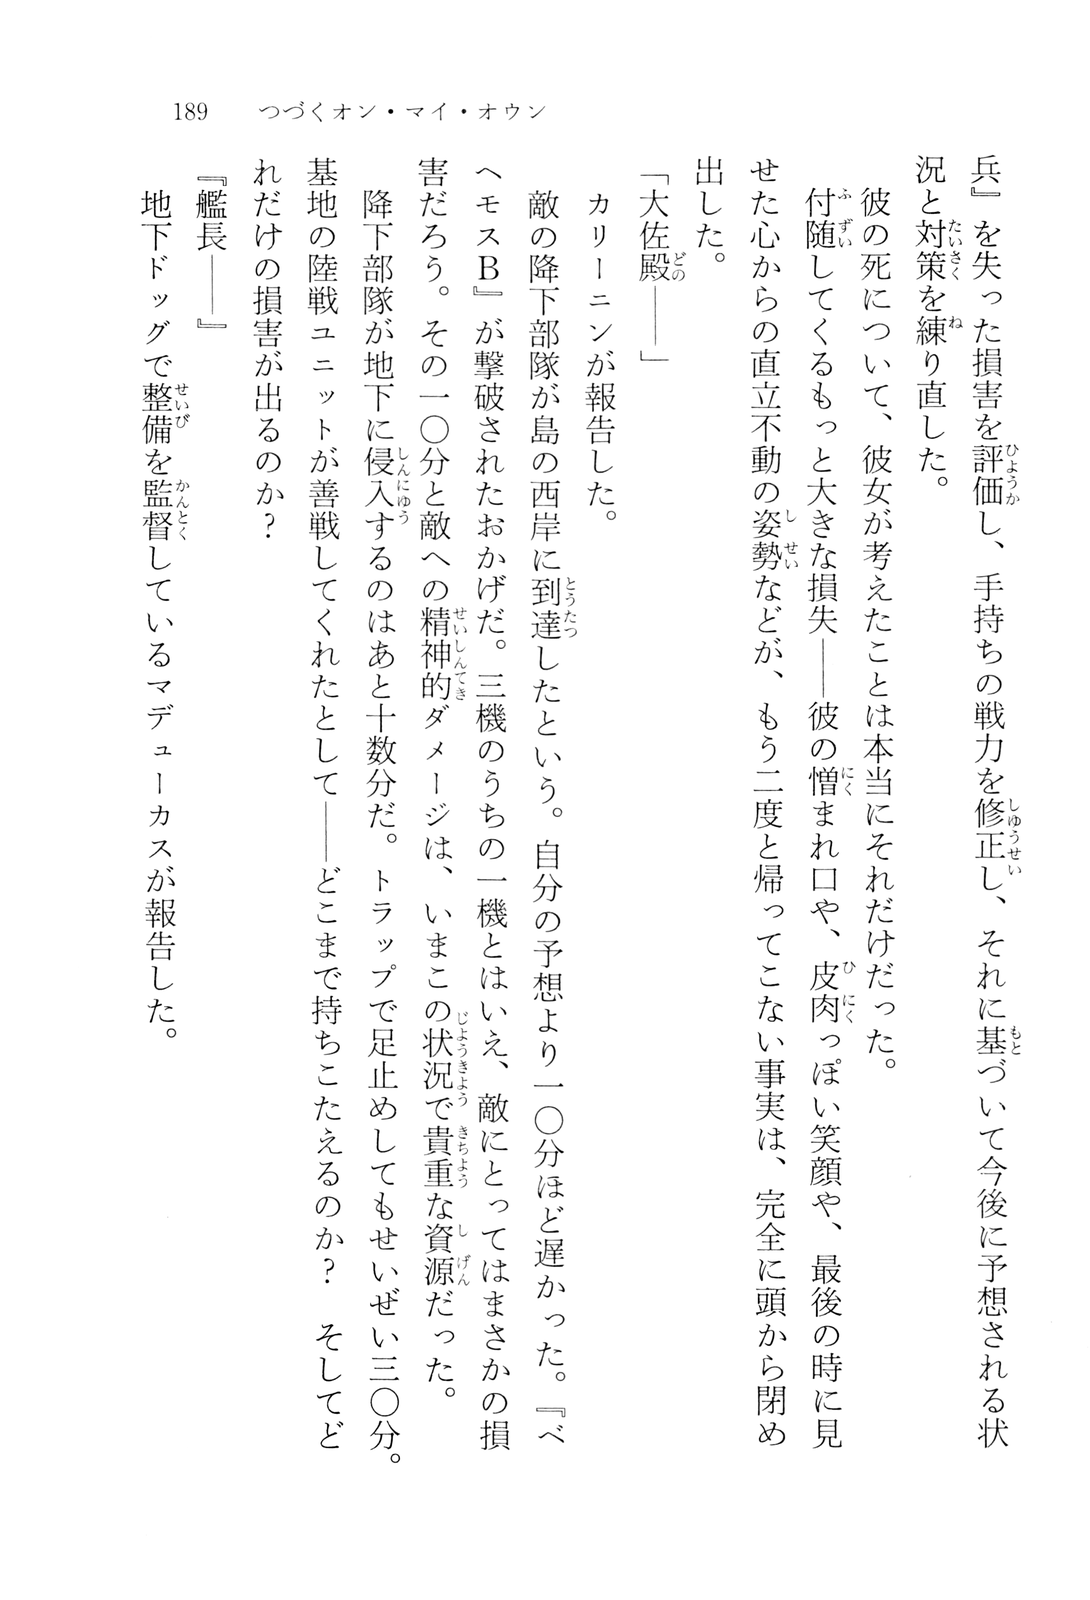 189　つづくオン・マイ・オウン
兵』を失った損害を評価し、手持ちの戦力を修正し、それに基づいて今後に予想される状
況と対策を練り直した。
彼の死について、彼女が考えたことは本当にそれだけだった。
付随してくるもっと大きな損失――彼の憎まれ口や、皮肉っぽい笑顔や、最後の時に見
せた心からの直立不動の姿勢などが、もう二度と帰ってこない事実は、完全に頭から閉め
出した。
「大佐殿――」
カリーニンが報告した。
敵の降下部隊が島の西岸に到達したという。自分の予想より一〇分ほど遅かった。『ベ
ヘモスＢ』が撃破されたおかげだ。三機のうちの一機とはいえ、敵にとってはまさかの損
害だろう。その一〇分と敵への精神的ダメージは、いまこの状況で貴重な資源だった。
降下部隊が地下に侵入するのはあと十数分だ。トラップで足止めしてもせいぜい三〇分。
基地の陸戦ユニットが善戦してくれたとして――どこまで持ちこたえるのか？　そしてど
れだけの損害が出るのか？
『艦長――』
地下ドッグで整備を監督しているマデューカスが報告した。